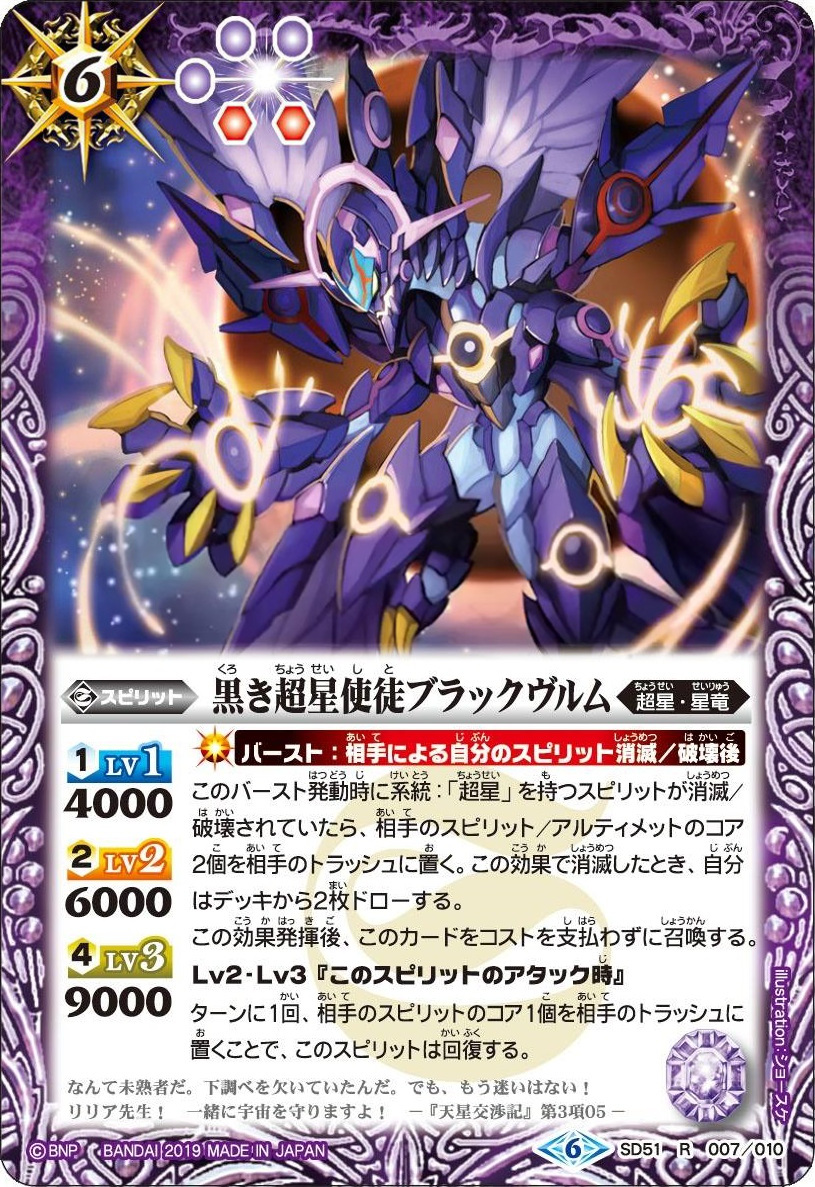 6
スピリット 黒き超星使徒ブラックヴルム 超星・星竜
バースト：相手による自分のスピリット消滅／破壊後
1 LV1
4000
2 LV2
6000
4 LV3
9000
このバースト発動時に系統：「超星」を持つスピリットが消滅／
破壊されていたら、相手のスピリット／アルティメットのコア
2個を相手のトラッシュに置く。この効果で消滅したとき、自分
はデッキから2枚ドローする。
この効果発揮後、このカードをコストを支払わずに召喚する。
Lv2・Lv3『このスピリットのアタック時』
ターンに1回、相手のスピリットのコア1個を相手のトラッシュに
置くことで、このスピリットは回復する。
なんて未熟者だ。下調べを欠いていたんだ。でも、もう迷いはない！
リリア先生！　一緒に宇宙を守りますよ！　－『天星交渉記』第3項05－
illustration：ショースケ
©BNP BANDAI 2019 MADE IN JAPAN
6 SD51 R 007／010